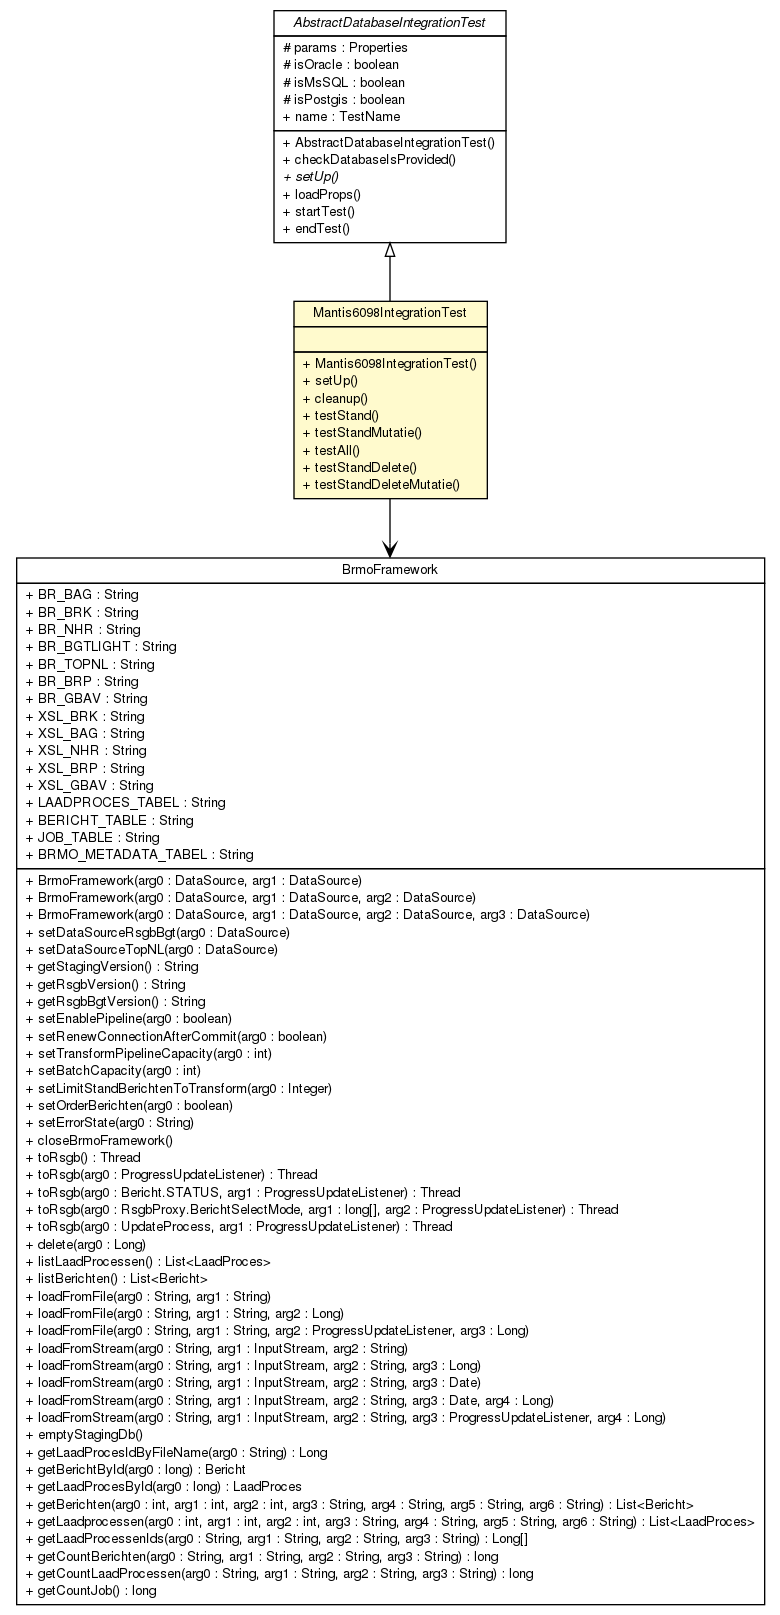 AbstractDatabaseIntegrationTest
# params : Properties
# isOracle : boolean
# isMsSQL : boolean
# isPostgis : boolean
+ name : TestName
+ AbstractDatabaseIntegrationTest()
+ checkDatabaseIsProvided()
+ setUp()
+ loadProps()
+ startTest()
+ endTest()
Mantis6098IntegrationTest
+ Mantis6098IntegrationTest()
+ setUp()
+ cleanup()
+ testStand()
+ testStandMutatie()
+ testAll()
+ testStandDelete()
+ testStandDeleteMutatie()
BrmoFramework
+ BR_BAG : String
+ BR_BRK : String
+ BR_NHR : String
+ BR_BGTLIGHT : String
+ BR_TOPNL : String
+ BR_BRP : String
+ BR_GBAV : String
+ XSL_BRK : String
+ XSL_BAG : String
+ XSL_NHR : String
+ XSL_BRP : String
+ XSL_GBAV : String
+ LAADPROCES_TABEL : String
+ BERICHT_TABLE : String
+ JOB_TABLE : String
+ BRMO_METADATA_TABEL : String
+ BrmoFramework(arg0 : DataSource, arg1 : DataSource)
+ BrmoFramework(arg0 : DataSource, arg1 : DataSource, arg2 : DataSource)
+ BrmoFramework(arg0 : DataSource, arg1 : DataSource, arg2 : DataSource, arg3 : DataSource)
+ setDataSourceRsgbBgt(arg0 : DataSource)
+ setDataSourceTopNL(arg0 : DataSource)
+ getStagingVersion() : String
+ getRsgbVersion() : String
+ getRsgbBgtVersion() : String
+ setEnablePipeline(arg0 : boolean)
+ setRenewConnectionAfterCommit(arg0 : boolean)
+ setTransformPipelineCapacity(arg0 : int)
+ setBatchCapacity(arg0 : int)
+ setLimitStandBerichtenToTransform(arg0 : Integer)
+ setOrderBerichten(arg0 : boolean)
+ setErrorState(arg0 : String)
+ closeBrmoFramework()
+ toRsgb() : Thread
+ toRsgb(arg0 : ProgressUpdateListener) : Thread
+ toRsgb(arg0 : Bericht.STATUS, arg1 : ProgressUpdateListener) : Thread
+ toRsgb(arg0 : RsgbProxy.BerichtSelectMode, arg1 : long[], arg2 : ProgressUpdateListener) : Thread
+ toRsgb(arg0 : UpdateProcess, arg1 : ProgressUpdateListener) : Thread
+ delete(arg0 : Long)
+ listLaadProcessen() : List<LaadProces>
+ listBerichten() : List<Bericht>
+ loadFromFile(arg0 : String, arg1 : String)
+ loadFromFile(arg0 : String, arg1 : String, arg2 : Long)
+ loadFromFile(arg0 : String, arg1 : String, arg2 : ProgressUpdateListener, arg3 : Long)
+ loadFromStream(arg0 : String, arg1 : InputStream, arg2 : String)
+ loadFromStream(arg0 : String, arg1 : InputStream, arg2 : String, arg3 : Long)
+ loadFromStream(arg0 : String, arg1 : InputStream, arg2 : String, arg3 : Date)
+ loadFromStream(arg0 : String, arg1 : InputStream, arg2 : String, arg3 : Date, arg4 : Long)
+ loadFromStream(arg0 : String, arg1 : InputStream, arg2 : String, arg3 : ProgressUpdateListener, arg4 : Long)
+ emptyStagingDb()
+ getLaadProcesIdByFileName(arg0 : String) : Long
+ getBerichtById(arg0 : long) : Bericht
+ getLaadProcesById(arg0 : long) : LaadProces
+ getBerichten(arg0 : int, arg1 : int, arg2 : int, arg3 : String, arg4 : String, arg5 : String, arg6 : String) : List<Bericht>
+ getLaadprocessen(arg0 : int, arg1 : int, arg2 : int, arg3 : String, arg4 : String, arg5 : String, arg6 : String) : List<LaadProces>
+ getLaadProcessenIds(arg0 : String, arg1 : String, arg2 : String, arg3 : String) : Long[]
+ getCountBerichten(arg0 : String, arg1 : String, arg2 : String, arg3 : String) : long
+ getCountLaadProcessen(arg0 : String, arg1 : String, arg2 : String, arg3 : String) : long
+ getCountJob() : long